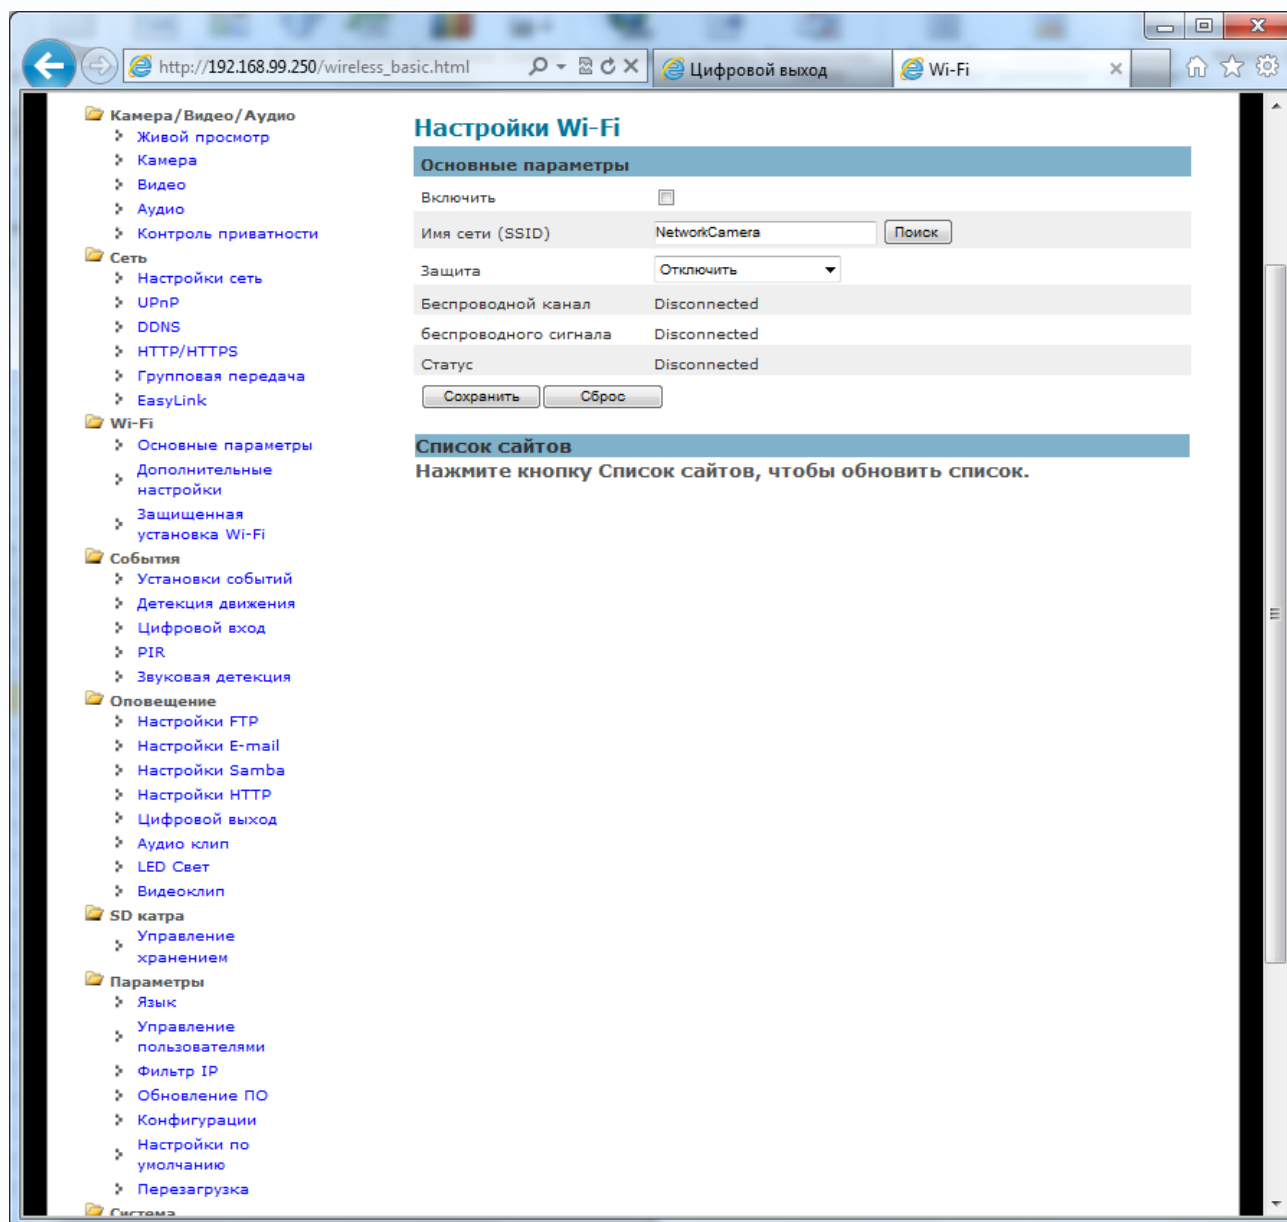 http://192.168.99.250/wireless_basic.html
Цифровой выход
Wi-Fi
Камера/Видео/Аудио
Живой просмотр
Камера
Видео
Аудио
Контроль приватности
Сеть
Настройки сеть
UPnP
DDNS
HTTP/HTTPS
Групповая передача
EasyLink
Wi-Fi
Основные параметры
Дополнительные
настройки
Защищенная
установка Wi-Fi
События
Установки событий
Детекция движения
Цифровой вход
PIR
Звуковая детекция
Оповещение
Настройки FTP
Настройки E-mail
Настройки Samba
Настройки HTTP
Цифровой выход
Аудио клип
LED Свет
Видеоклип
SD катра
Управление
хранением
Параметры
Язык
Управление
пользователями
Фильтр IP
Обновление ПО
Конфигурации
Настройки по
умолчанию
Перезагрузка
Система
Настройки Wi-Fi
Основные параметры
Включить
Имя сети (SSID) NetworkCamera Поиск
Защита Отключить
Беспроводной канал Disconnected
беспроводного сигнала Disconnected
Статус Disconnected
Сохранить Сброс
Список сайтов
Нажмите кнопку Список сайтов, чтобы обновить список.